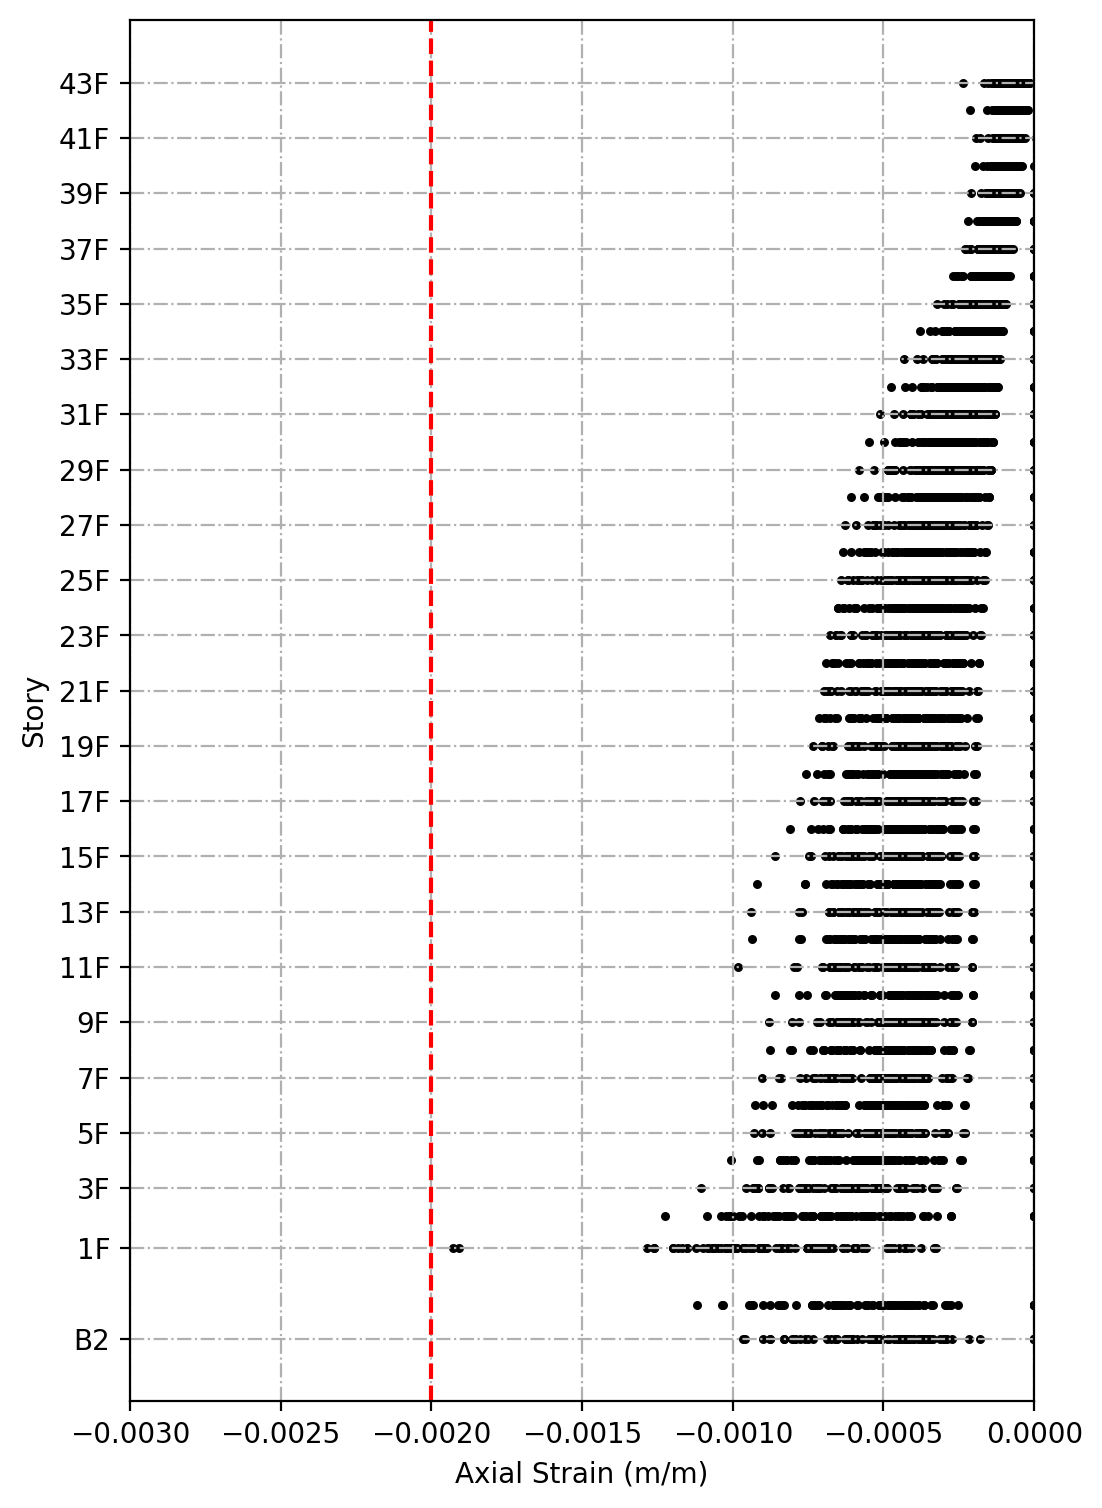 43F
41F
39F
37F
35F
33F
31F
29F
27F
25F
23F
21F
19F
17F
15F
13F
11F
9F
7F
5F
3F
1F
B2
Story
−0.0030 −0.0025 −0.0020 −0.0015 −0.0010 −0.0005 0.0000
Axial Strain (m/m)